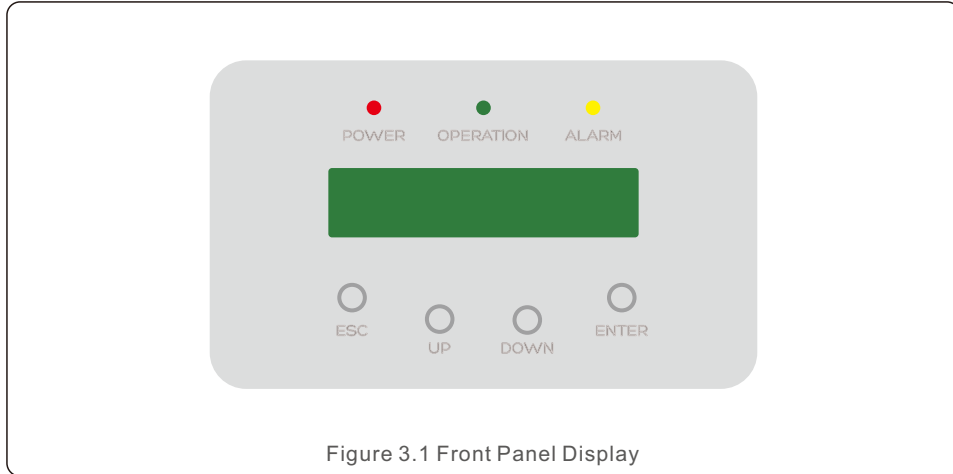 POWER OPERATION ALARM
ESC UP DOWN ENTER
Figure 3.1 Front Panel Display